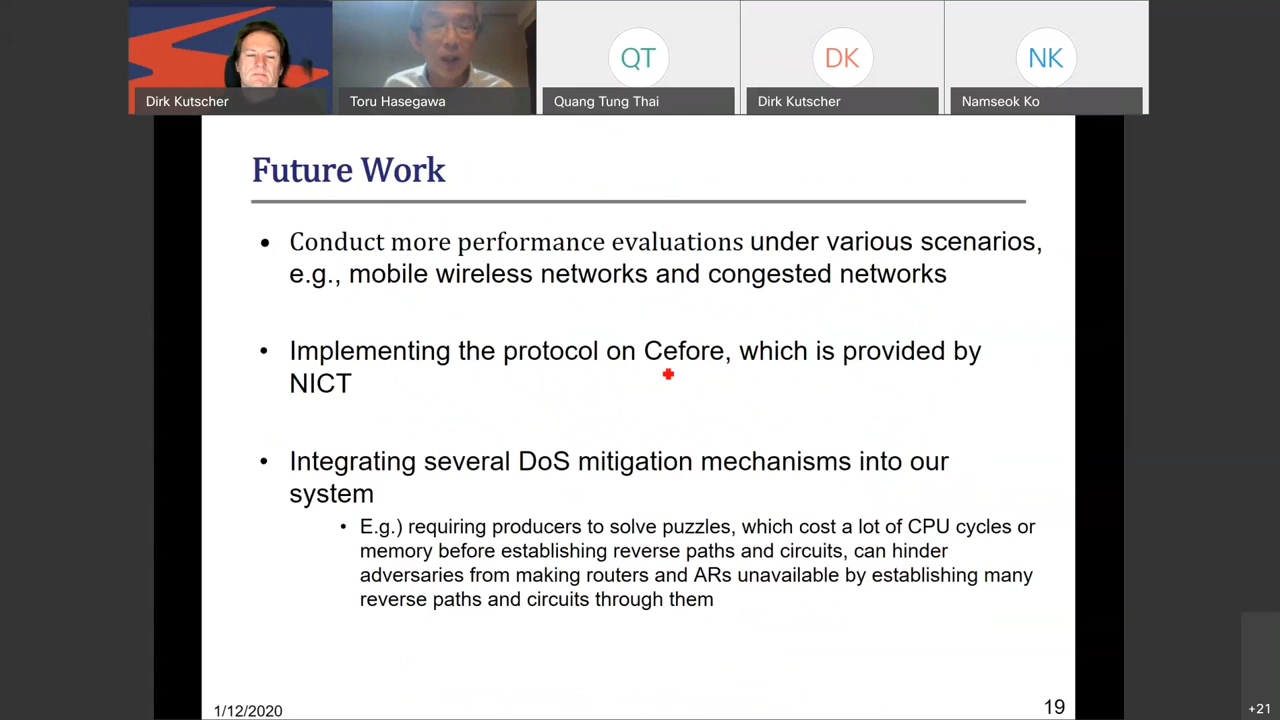 QT
DK
NK
Dirk Kutscher
Toru Hasegawa
Quang Tung Thai
Dirk Kutscher
Namseok Ko
Future Work
• Conduct more performance evaluations under various scenarios,
e.g., mobile wireless networks and congested networks
• Implementing the protocol on Cefore, which is provided by
NICT
• Integrating several DoS mitigation mechanisms into our
system
• E.g.) requiring producers to solve puzzles, which cost a lot of CPU cycles or
memory before establishing reverse paths and circuits, can hinder
adversaries from making routers and ARs unavailable by establishing many
reverse paths and circuits through them
1/12/2020
19
+21